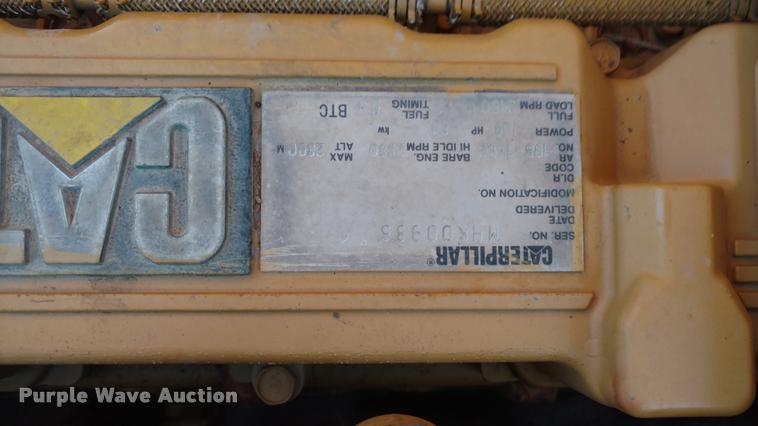 CATERPILLAR®
SER. NO.
DATE
DELIVERED
MODIFICATION NO.
DLR
CODE
AR
NO. BARE ENG. HI IDLE RPM MAX ALT M
POWER HP kw
FULL
LOAD RPM FUEL TIMING BTC
CAT
Purple Wave Auction